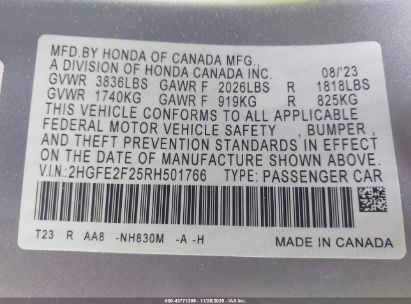 MFD.BY HONDA OF CANADA MFG.,
A DIVISION OF HONDA CANADA INC. 08/'23
GVWR 3836LBS GAWR F 2026LBS R 1818LBS
GVWR 1740KG GAWR F 919KG R 825KG
THIS VEHICLE CONFORMS TO ALL APPLICABLE
FEDERAL MOTOR VEHICLE SAFETY , BUMPER ,
AND THEFT PREVENTION STANDARDS IN EFFECT
ON THE DATE OF MANUFACTURE SHOWN ABOVE.
V.I.N.:2HGFE2F25RH501766 TYPE: PASSENGER CAR
T23 R AA8 -NH830M -A -H MADE IN CANADA